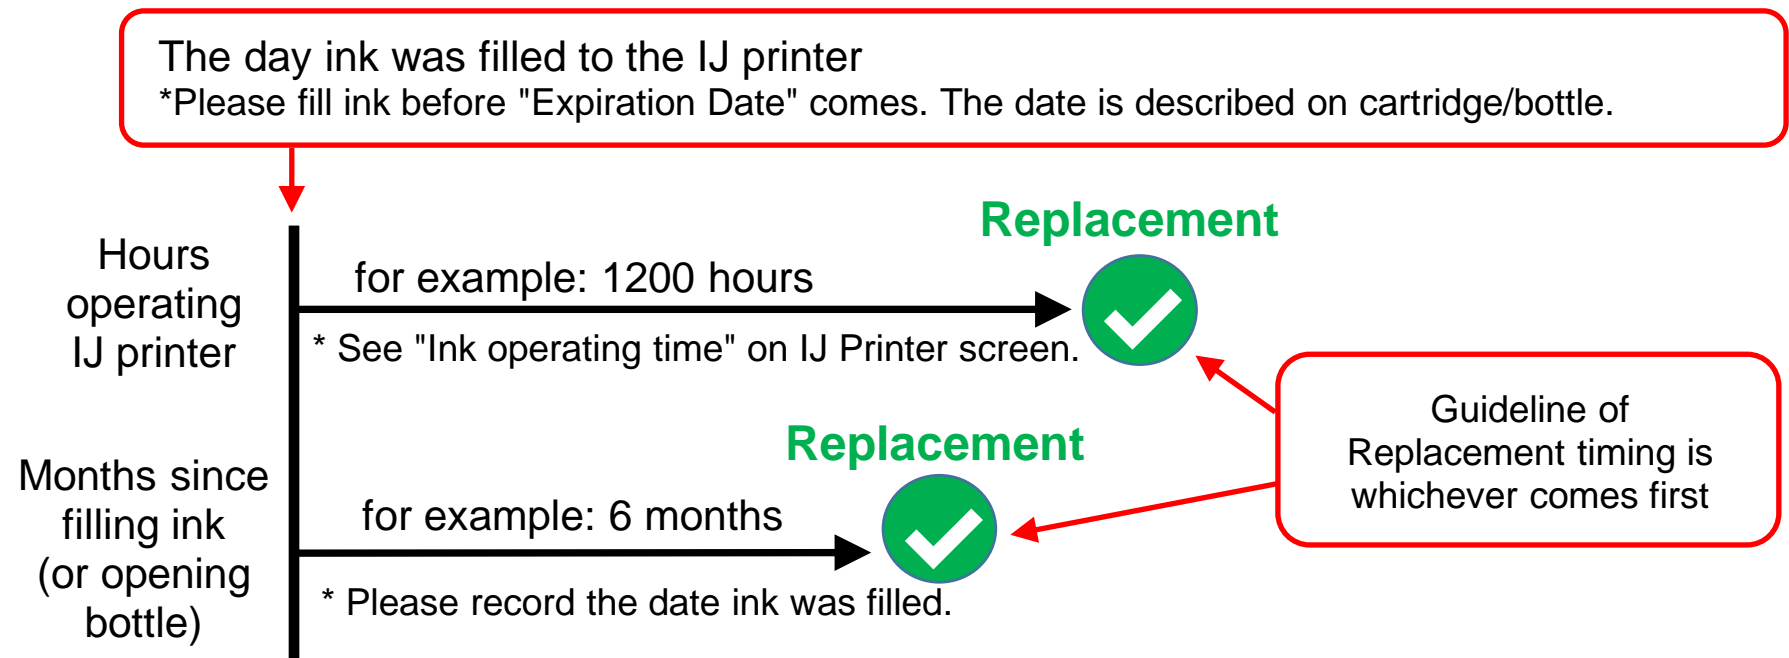 The day ink was filled to the IJ printer
*Please fill ink before "Expiration Date" comes. The date is described on cartridge/bottle.
Replacement
Hours
operating
IJ printer
for example: 1200 hours
* See "Ink operating time" on IJ Printer screen.
Guideline of
Replacement timing is
whichever comes first
Replacement
Months since
filling ink
(or opening
bottle)
for example: 6 months
* Please record the date ink was filled.